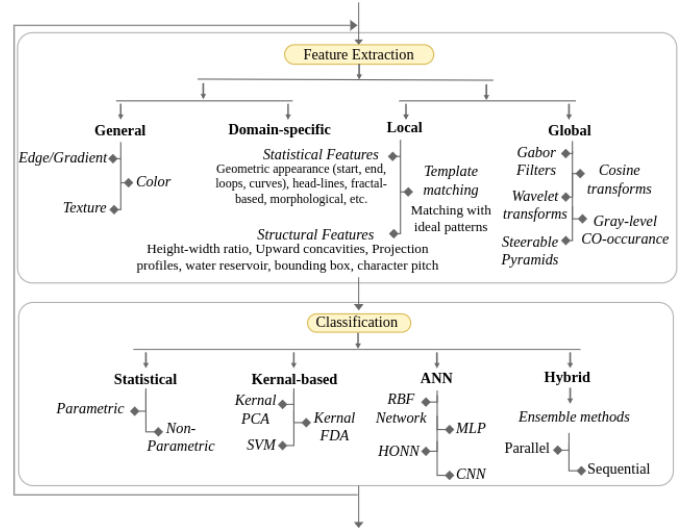 Feature Extraction
General
Domain-specific
Local
Global
Edge/Gradient
Color
Texture
Statistical Features
Geometric appearance (start, end,
loops, curves), head-lines, fractal-
based, morphological, etc.
Template
matching
Matching with
ideal patterns
Structural Features
Height-width ratio, Upward concavities, Projection
profiles, water reservoir, bounding box, character pitch
Gabor
Filters
Cosine
transforms
Wavelet
transforms
Gray-level
CO-occurance
Steerable
Pyramids
Classification
Statistical
Kernal-based
ANN
Hybrid
Parametric
Non-
Parametric
Kernal
PCA
Kernal
FDA
SVM
RBF
Network
MLP
HONN
CNN
Ensemble methods
Parallel
Sequential